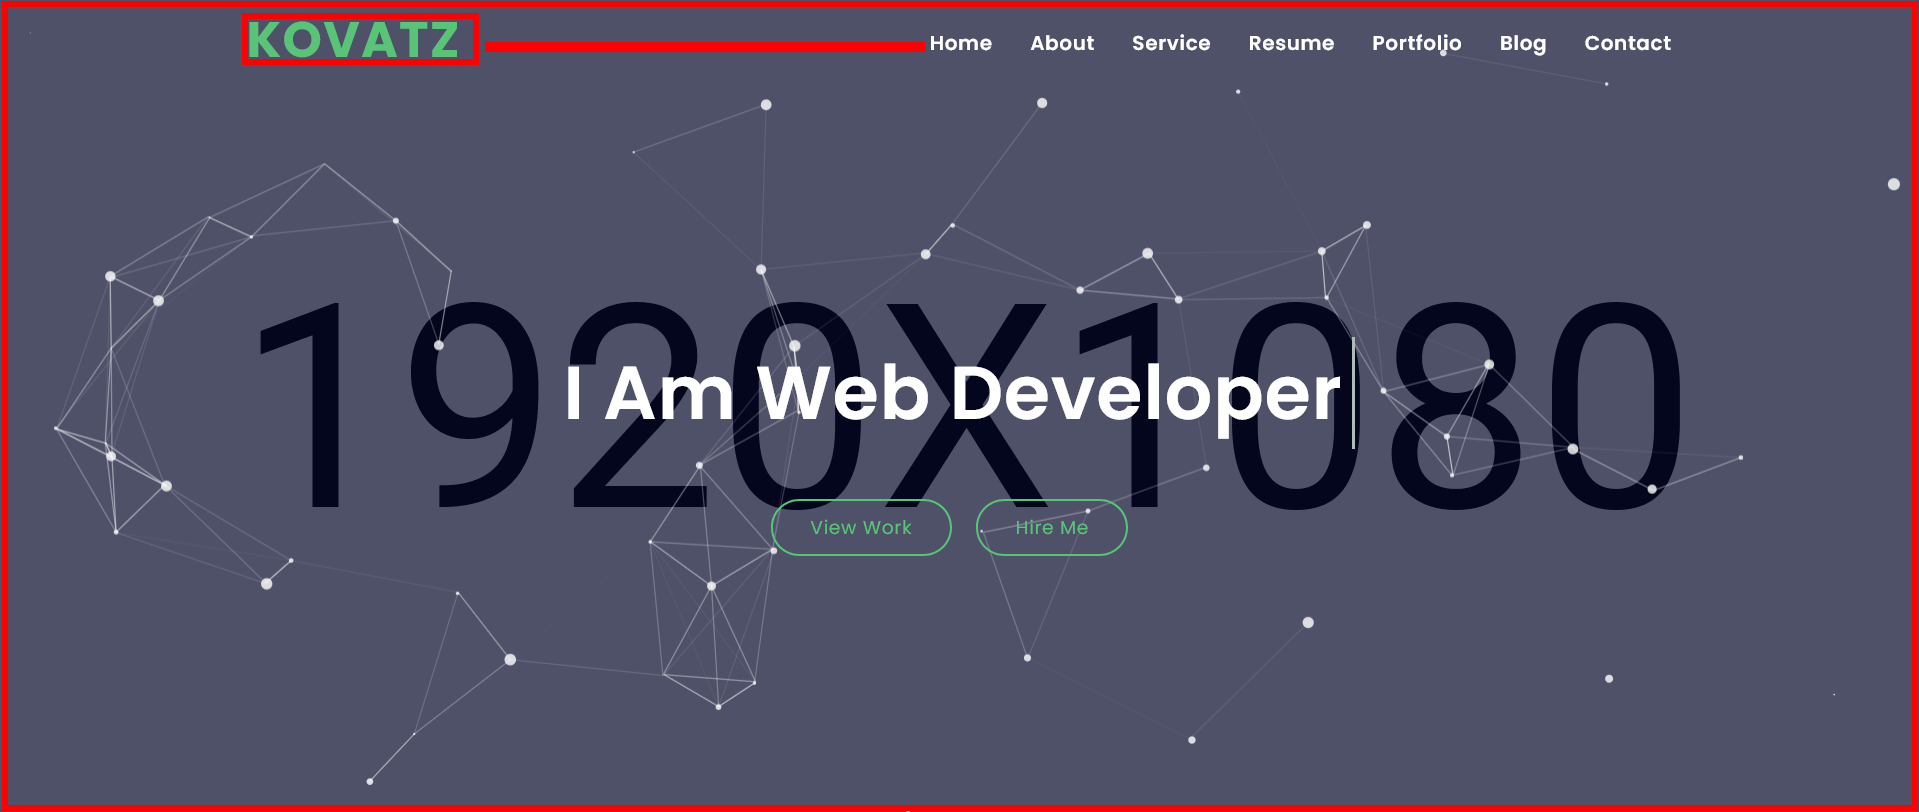 KOVATZ
Home About Service Resume Portfolio Blog Contact
1920X1080
I Am Web Developer
View Work Hire Me